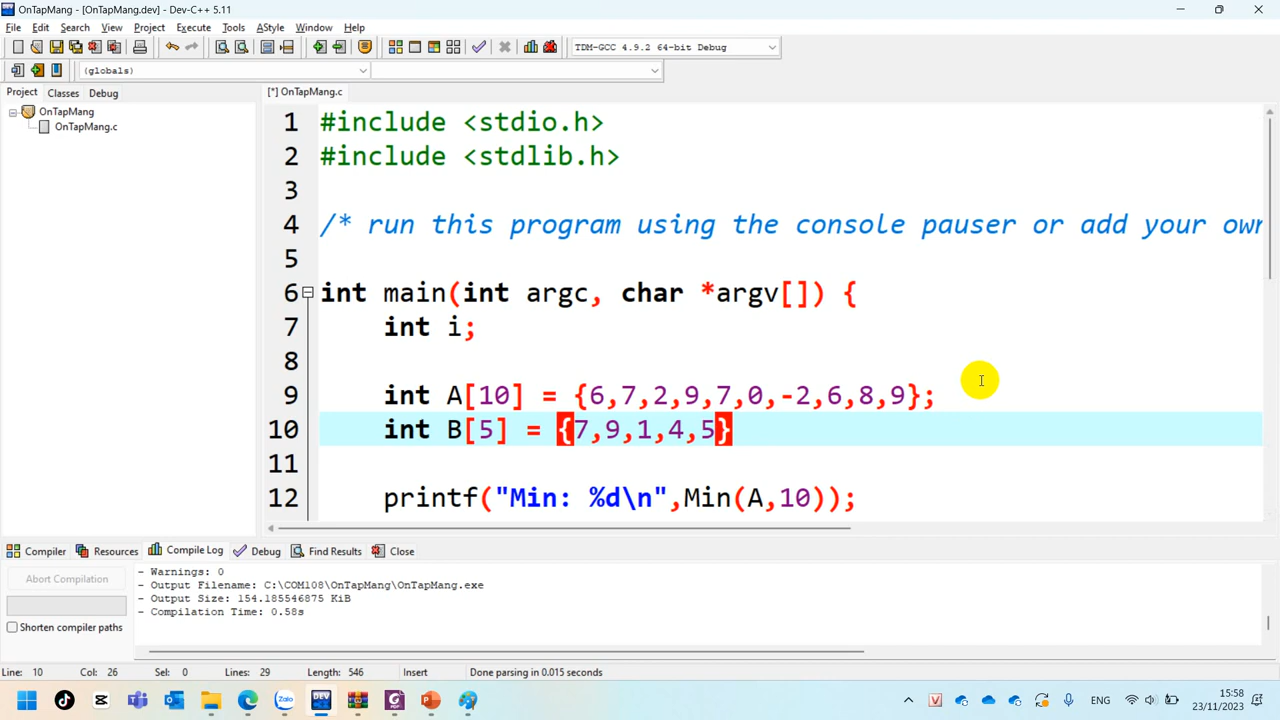 OnTapMang - [OnTapMang.dev] - Dev-C++ 5.11
File Edit Search View Project Execute Tools AStyle Window Help
TDM-GCC 4.9.2 64-bit Debug
(globals)
Project Classes Debug
[*] OnTapMang.c
OnTapMang
OnTapMang.c
1 #include <stdio.h>
2 #include <stdlib.h>
3
4 /* run this program using the console pauser or add your own
5
6 int main(int argc, char *argv[]) {
7 int i;
8
9 int A[10] = {6,7,2,9,7,0,-2,6,8,9};
10 int B[5] = {7,9,1,4,5}
11
12 printf("Min: %d\n",Min(A,10));
Compiler Resources Compile Log Debug Find Results Close
Abort Compilation
Shorten compiler paths
- Warnings: 0
- Output Filename: C:\COM108\OnTapMang\OnTapMang.exe
- Output Size: 154.185546875 KiB
- Compilation Time: 0.58s
Line: 10 Col: 26 Sel: 0 Lines: 29 Length: 546 Insert Done parsing in 0.015 seconds
DEV
Zalo
V
ENG
15:58
23/11/2023